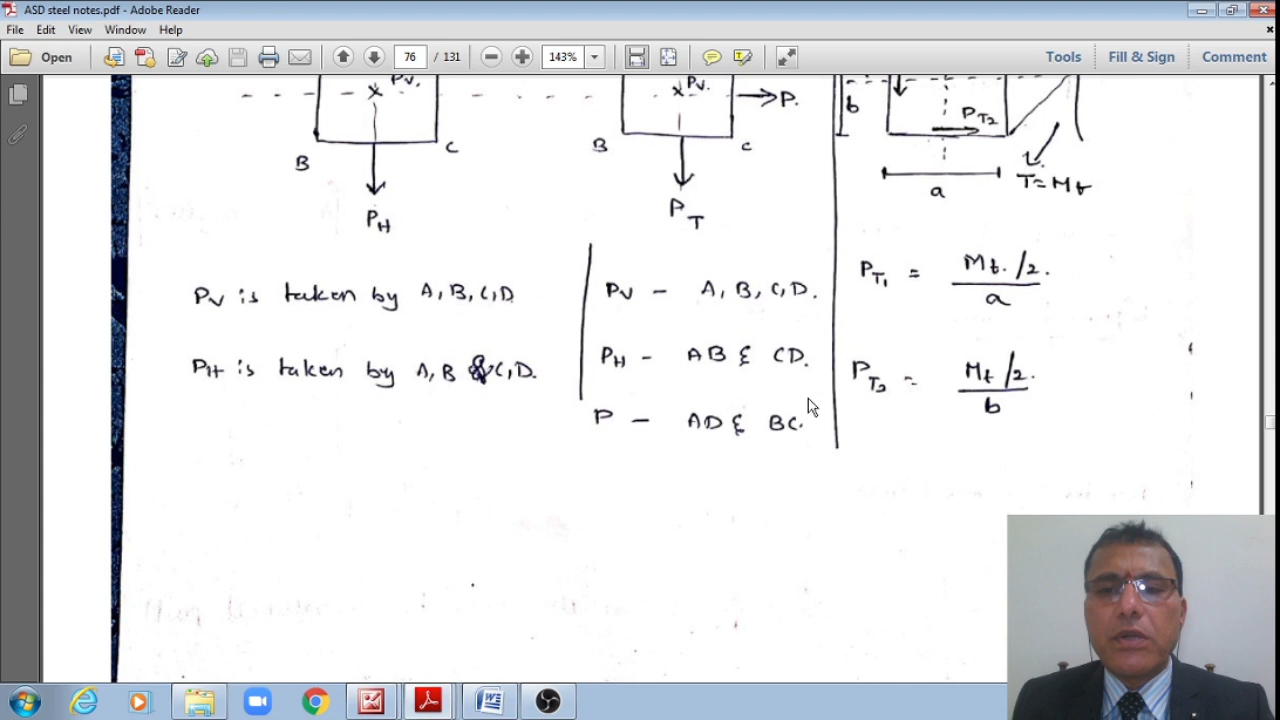 ASD steel notes.pdf - Adobe Reader
File Edit View Window Help
Open 76 / 131 143% Tools Fill & Sign Comment
Pv.
B C
PH
Pv.
P.
B C
PT
b
PT2
a
T=Mt
Pv is taken by A, B, C, D
PH is taken by A, B & C, D.
Pv - A, B, C, D.
PH - AB & CD.
P - AD & BC.
PT1 = Mt./2.
a
PT2 = Mt/2.
b